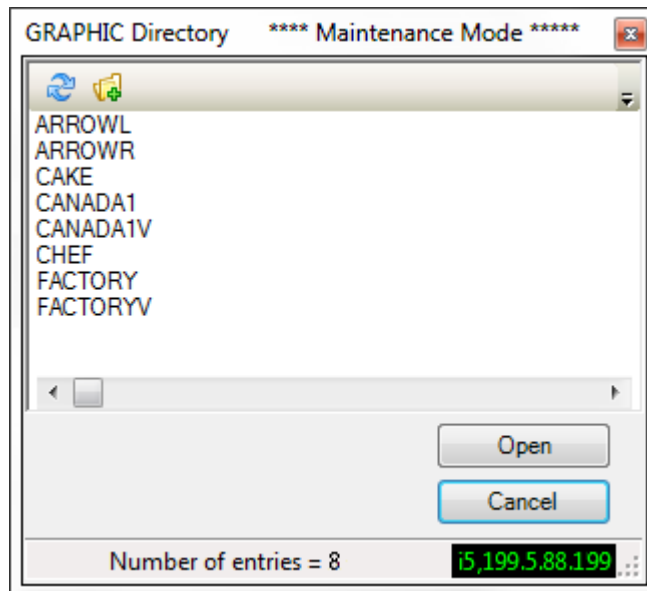 GRAPHIC Directory **** Maintenance Mode *****
ARROWL
ARROWR
CAKE
CANADA1
CANADA1V
CHEF
FACTORY
FACTORYV
Open
Cancel
Number of entries = 8 i5,199.5.88.199